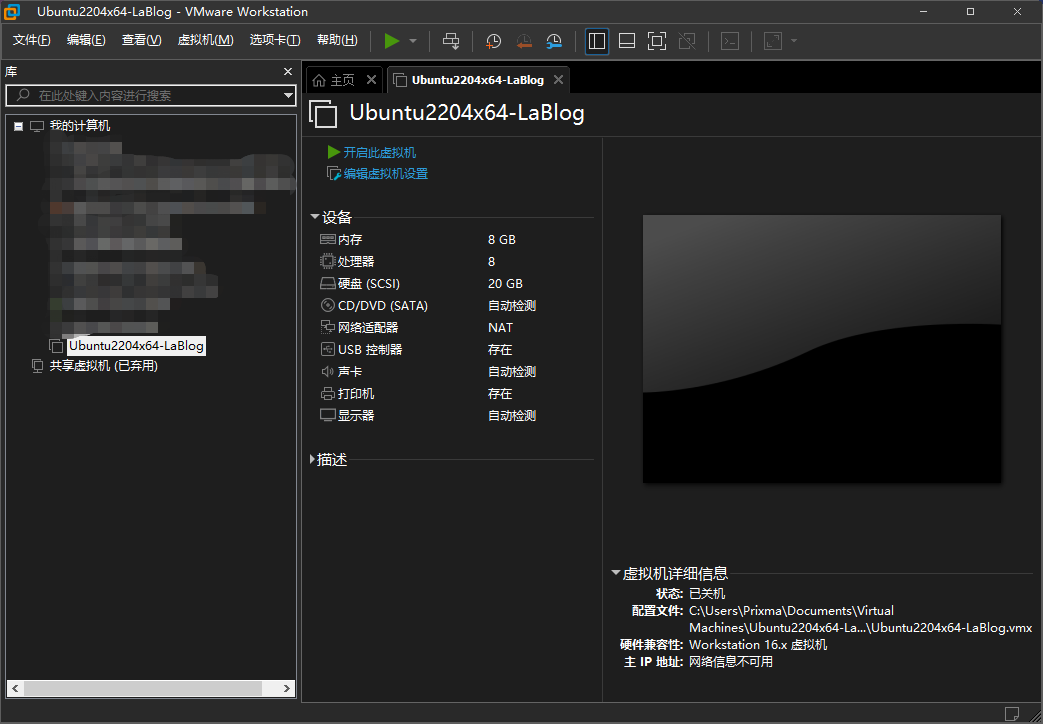 Ubuntu2204x64-LaBlog - VMware Workstation
文件(F) 编辑(E) 查看(V) 虚拟机(M) 选项卡(T) 帮助(H)
库
在此处键入内容进行搜索
我的计算机
Ubuntu2204x64-LaBlog
共享虚拟机 (已弃用)
主页 Ubuntu2204x64-LaBlog
Ubuntu2204x64-LaBlog
开启此虚拟机
编辑虚拟机设置
设备
内存 8 GB
处理器 8
硬盘 (SCSI) 20 GB
CD/DVD (SATA) 自动检测
网络适配器 NAT
USB 控制器 存在
声卡 自动检测
打印机 存在
显示器 自动检测
描述
虚拟机详细信息
状态: 已关机
配置文件: C:\Users\Prixma\Documents\Virtual
Machines\Ubuntu2204x64-La...\Ubuntu2204x64-LaBlog.vmx
硬件兼容性: Workstation 16.x 虚拟机
主 IP 地址: 网络信息不可用